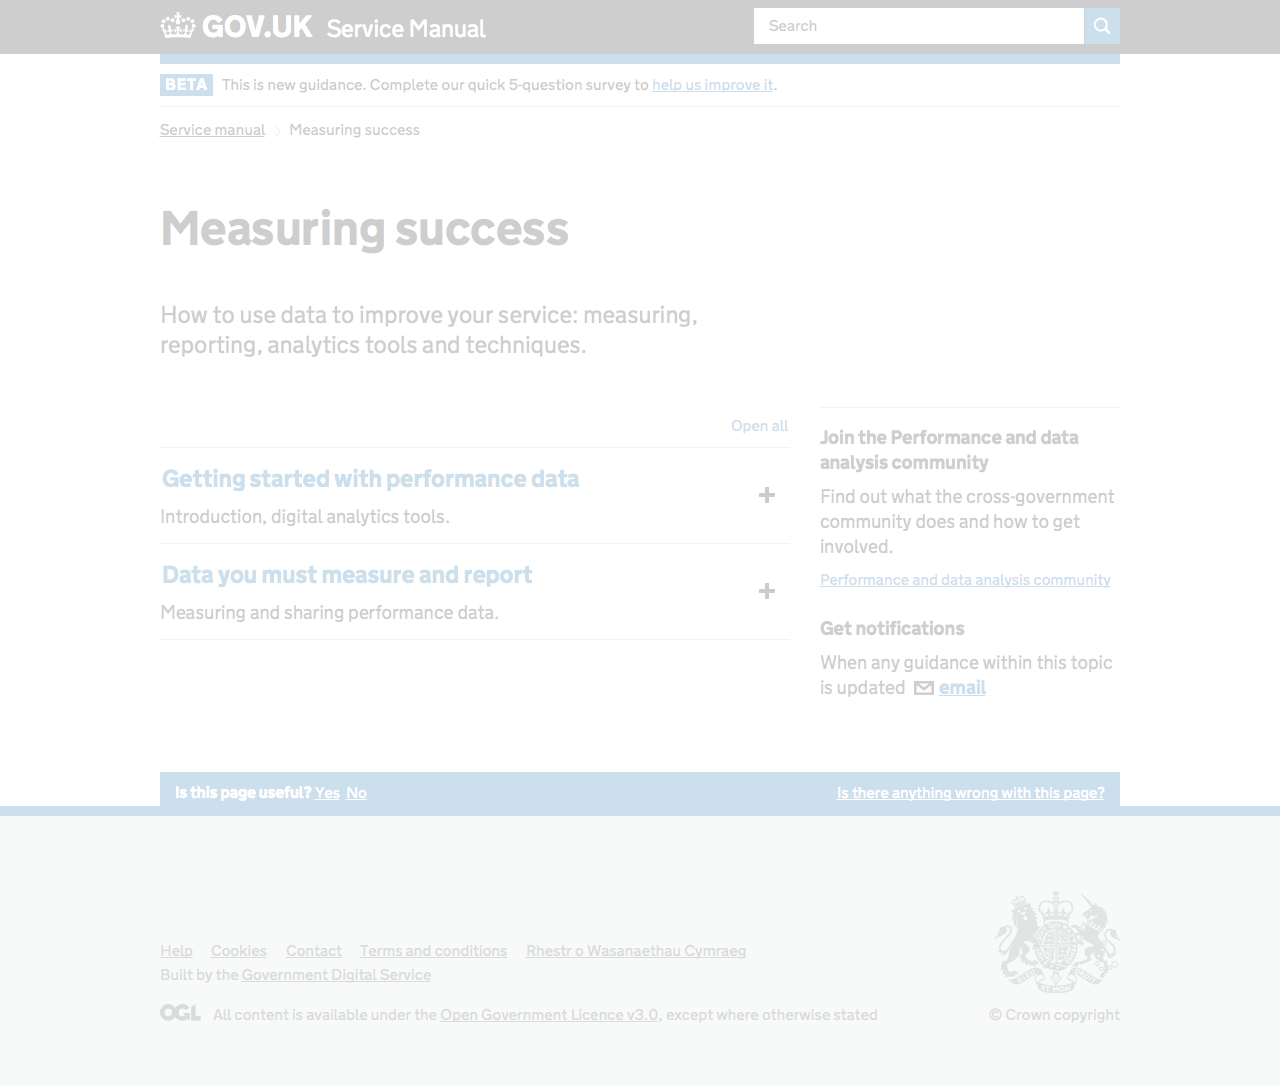 GOV.UK Service Manual
Search
BETA This is new guidance. Complete our quick 5-question survey to help us improve it.
Service manual Measuring success
Measuring success
How to use data to improve your service: measuring,
reporting, analytics tools and techniques.
Open all
Getting started with performance data
Introduction, digital analytics tools.
Data you must measure and report
Measuring and sharing performance data.
Join the Performance and data
analysis community
Find out what the cross-government
community does and how to get
involved.
Performance and data analysis community
Get notifications
When any guidance within this topic
is updated email
Is this page useful? Yes No
Is there anything wrong with this page?
Help Cookies Contact Terms and conditions Rhestr o Wasanaethau Cymraeg
Built by the Government Digital Service
OGL All content is available under the Open Government Licence v3.0, except where otherwise stated
© Crown copyright